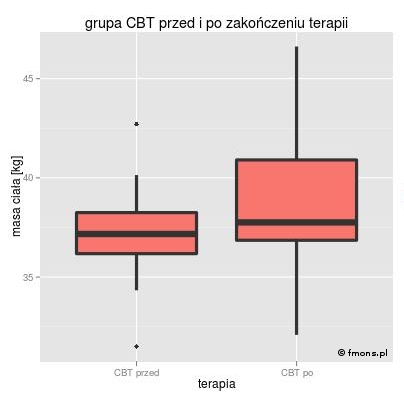 grupa CBT przed i po zakończeniu terapii
masa ciała [kg]
45
40
35
© fmons.pl
CBT przed
CBT po
terapia